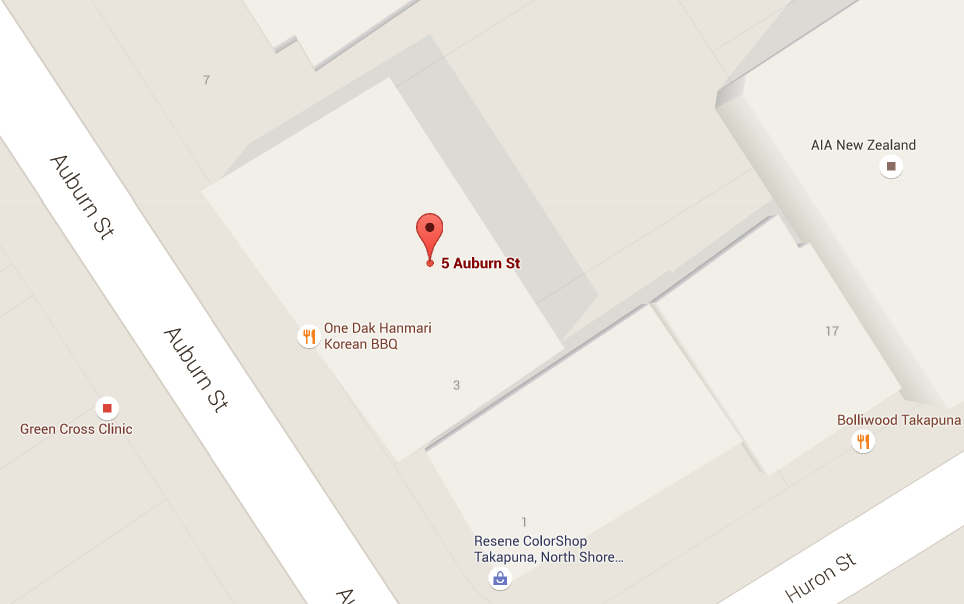 7
AIA New Zealand
Auburn St
5 Auburn St
One Dak Hanmari
Korean BBQ
17
Auburn St
3
Green Cross Clinic
Bolliwood Takapuna
1
Resene ColorShop
Takapuna, North Shore...
Huron St
Au